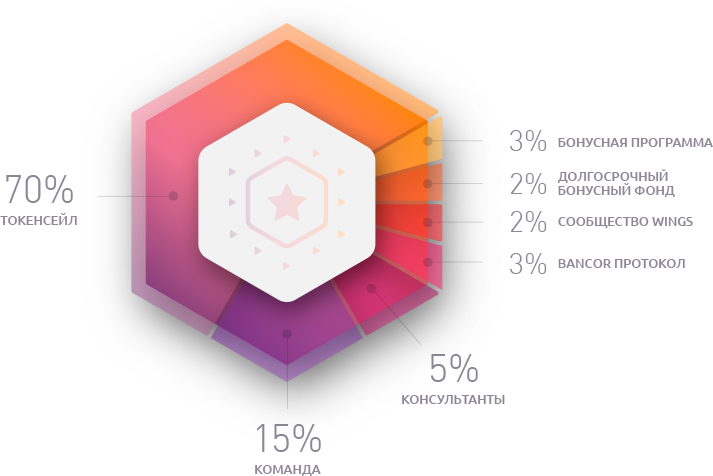 3% БОНУСНАЯ ПРОГРАММА
2% ДОЛГОСРОЧНЫЙ
БОНУСНЫЙ ФОНД
70%
ТОКЕНСЕЙЛ
2% СООБЩЕСТВО WINGS
3% BANCOR ПРОТОКОЛ
5%
КОНСУЛЬТАНТЫ
15%
КОМАНДА